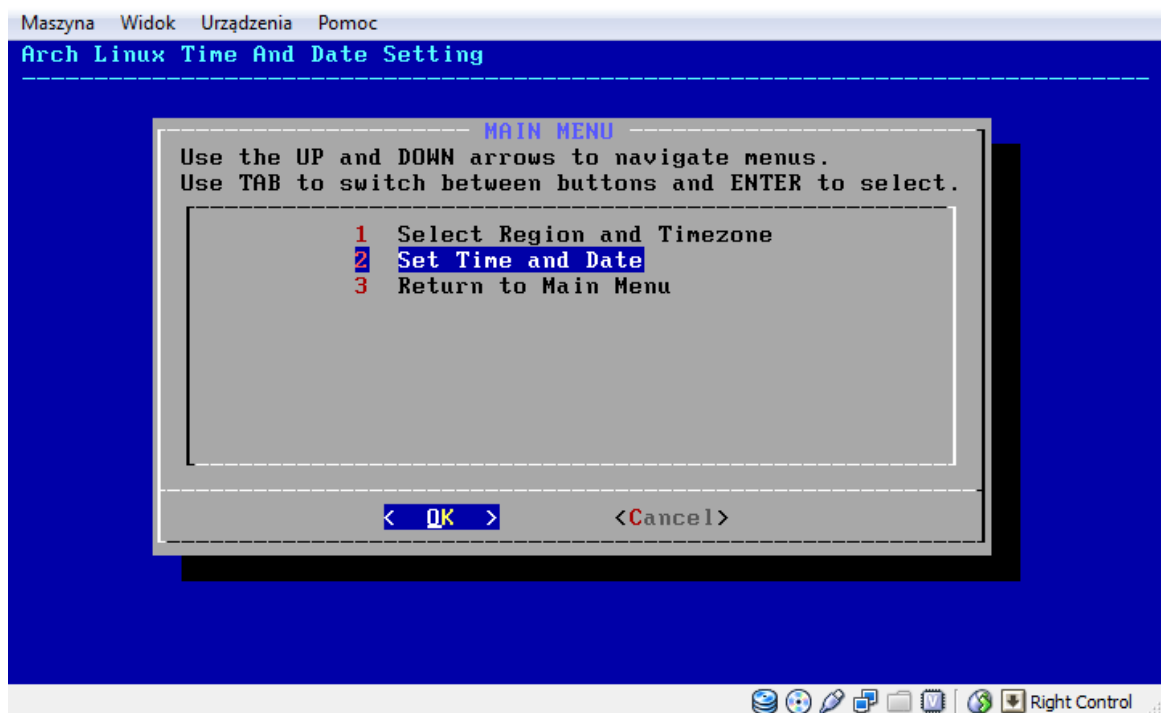 Maszyna Widok Urządzenia Pomoc
Arch Linux Time And Date Setting
MAIN MENU
Use the UP and DOWN arrows to navigate menus.
Use TAB to switch between buttons and ENTER to select.
1 Select Region and Timezone
2 Set Time and Date
3 Return to Main Menu
< OK > <Cancel>
Right Control